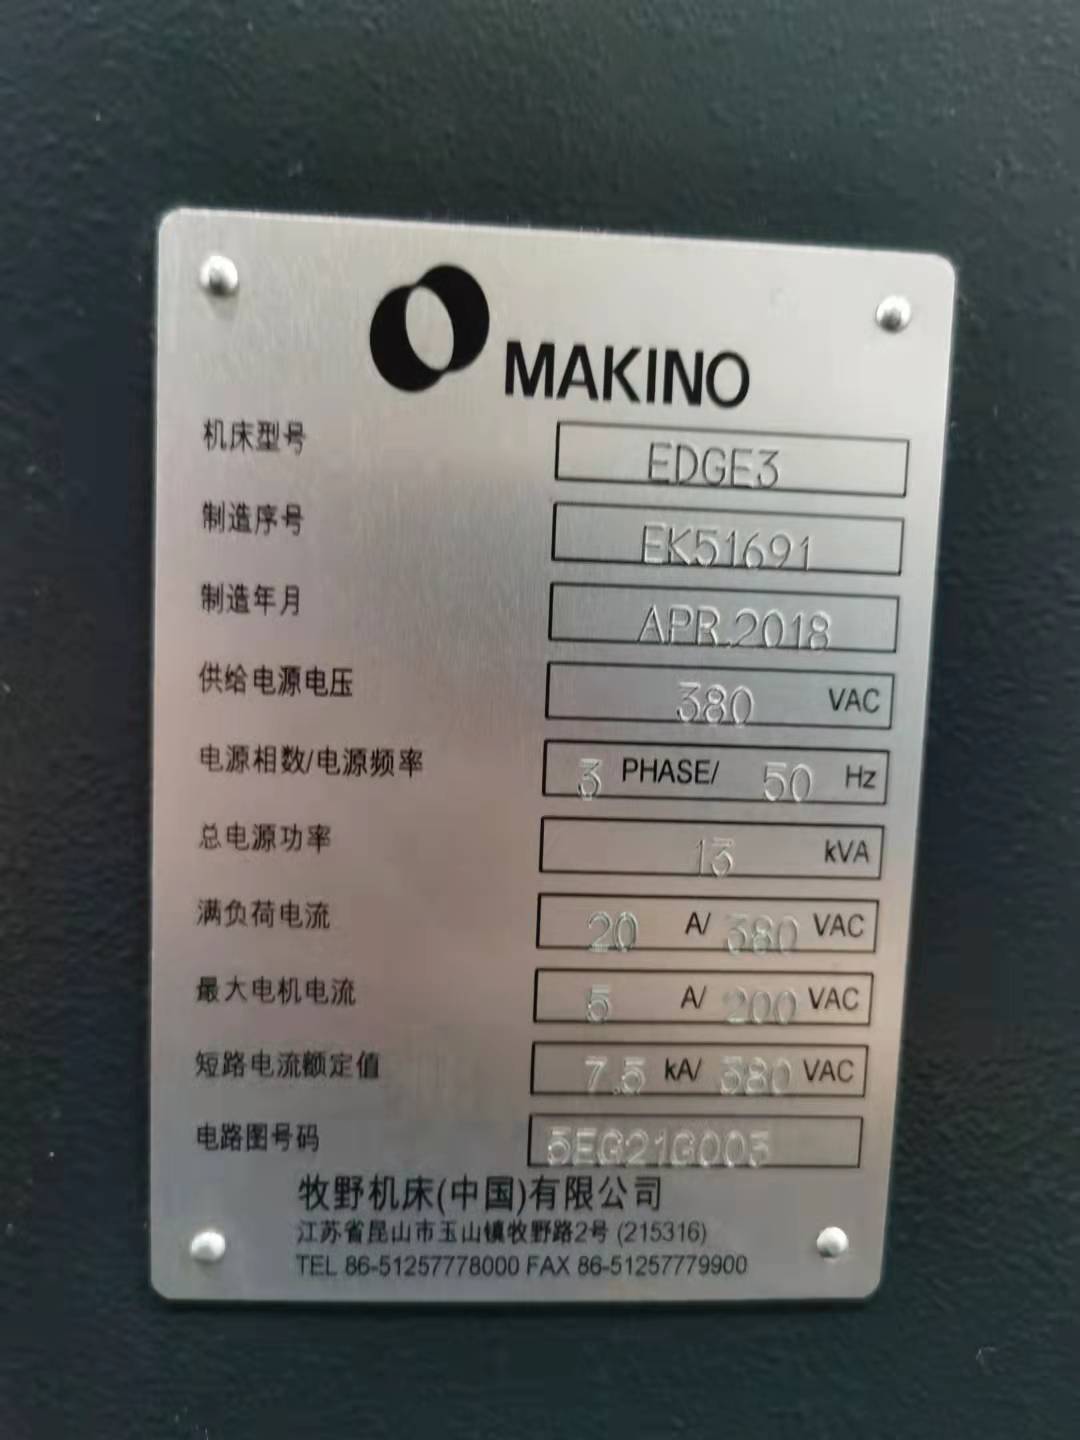 MAKINO
机床型号 EDGE3
制造序号 EK51691
制造年月 APR.2018
供给电源电压 380 VAC
电源相数/电源频率 3 PHASE/ 50 Hz
总电源功率 13 kVA
满负荷电流 20 A/ 380 VAC
最大电机电流 5 A/ 200 VAC
短路电流额定值 7.5 kA/ 380 VAC
电路图号码 5EG21G005
牧野机床(中国)有限公司
江苏省昆山市玉山镇牧野路2号 (215316)
TEL 86-51257778000 FAX 86-51257779900